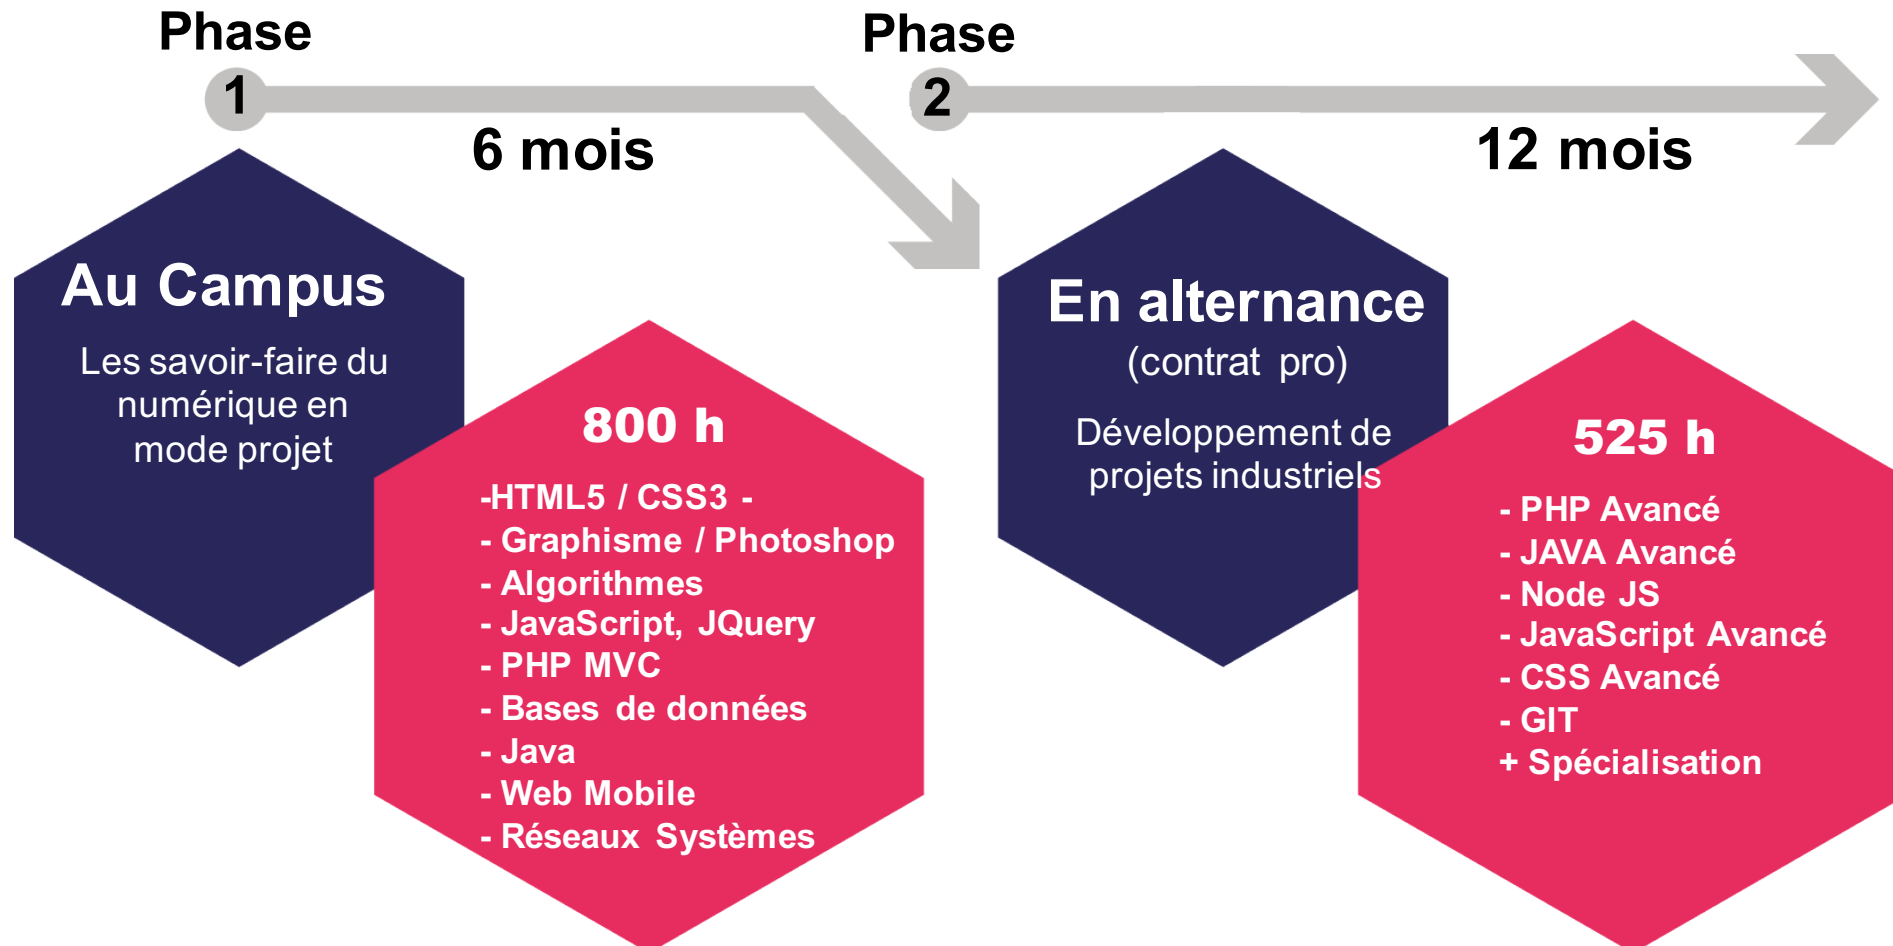 Phase
1
6 mois
Au Campus
Les savoir-faire du
numérique en
mode projet
800 h
-HTML5 / CSS3 -
- Graphisme / Photoshop
- Algorithmes
- JavaScript, JQuery
- PHP MVC
- Bases de données
- Java
- Web Mobile
- Réseaux Systèmes
Phase
2
12 mois
En alternance
(contrat pro)
Développement de
projets industriels
525 h
- PHP Avancé
- JAVA Avancé
- Node JS
- JavaScript Avancé
- CSS Avancé
- GIT
+ Spécialisation